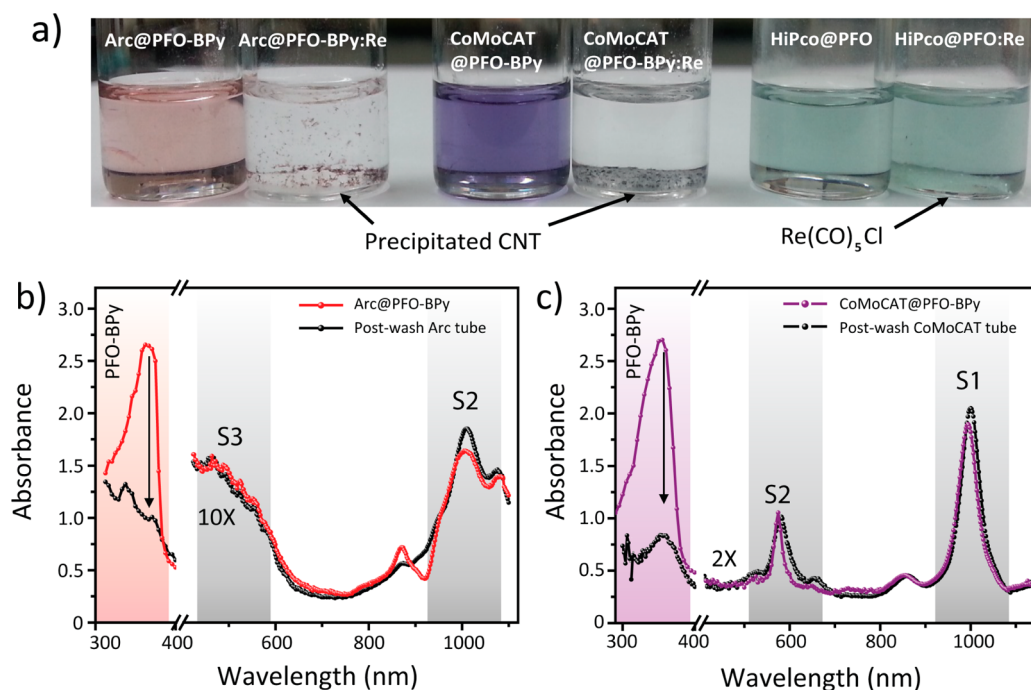 a)
Arc@PFO-BPy
Arc@PFO-BPy:Re
CoMoCAT
@PFO-BPy
CoMoCAT
@PFO-BPy:Re
HiPco@PFO
HiPco@PFO:Re
Precipitated CNT
Re(CO)₅Cl
b)
3.0
2.5
2.0
1.5
1.0
0.5
0
Absorbance
PFO-BPy
Arc@PFO-BPy
Post-wash Arc tube
S3
10X
S2
300
400
600
800
1000
Wavelength (nm)
c)
3.0
2.5
2.0
1.5
1.0
0.5
0
Absorbance
PFO-BPy
CoMoCAT@PFO-BPy
Post-wash CoMoCAT tube
S1
S2
2X
300
400
600
800
1000
Wavelength (nm)